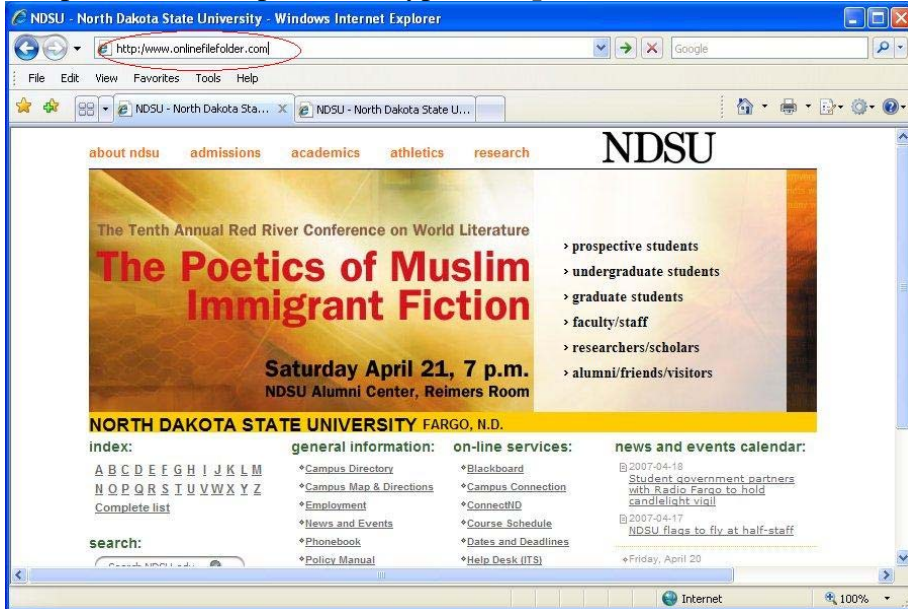 NDSU - North Dakota State University - Windows Internet Explorer
http:/www.onlinefilefolder.com
Google
File Edit View Favorites Tools Help
NDSU - North Dakota Sta... NDSU - North Dakota State U...
about ndsu admissions academics athletics research NDSU
The Tenth Annual Red River Conference on World Literature
The Poetics of Muslim
Immigrant Fiction
Saturday April 21, 7 p.m.
NDSU Alumni Center, Reimers Room
› prospective students
› undergraduate students
› graduate students
› faculty/staff
› researchers/scholars
› alumni/friends/visitors
NORTH DAKOTA STATE UNIVERSITY FARGO, N.D.
index:
A B C D E F G H I J K L M
N O P Q R S T U V W X Y Z
Complete list
search:
general information:
Campus Directory
Campus Map & Directions
Employment
News and Events
Phonebook
Policy Manual
on-line services:
Blackboard
Campus Connection
ConnectND
Course Schedule
Dates and Deadlines
Help Desk (ITS)
news and events calendar:
2007-04-18
Student government partners
with Radio Fargo to hold
candlelight vigil
2007-04-17
NDSU flags to fly at half-staff
Friday, April 20
Internet 100%